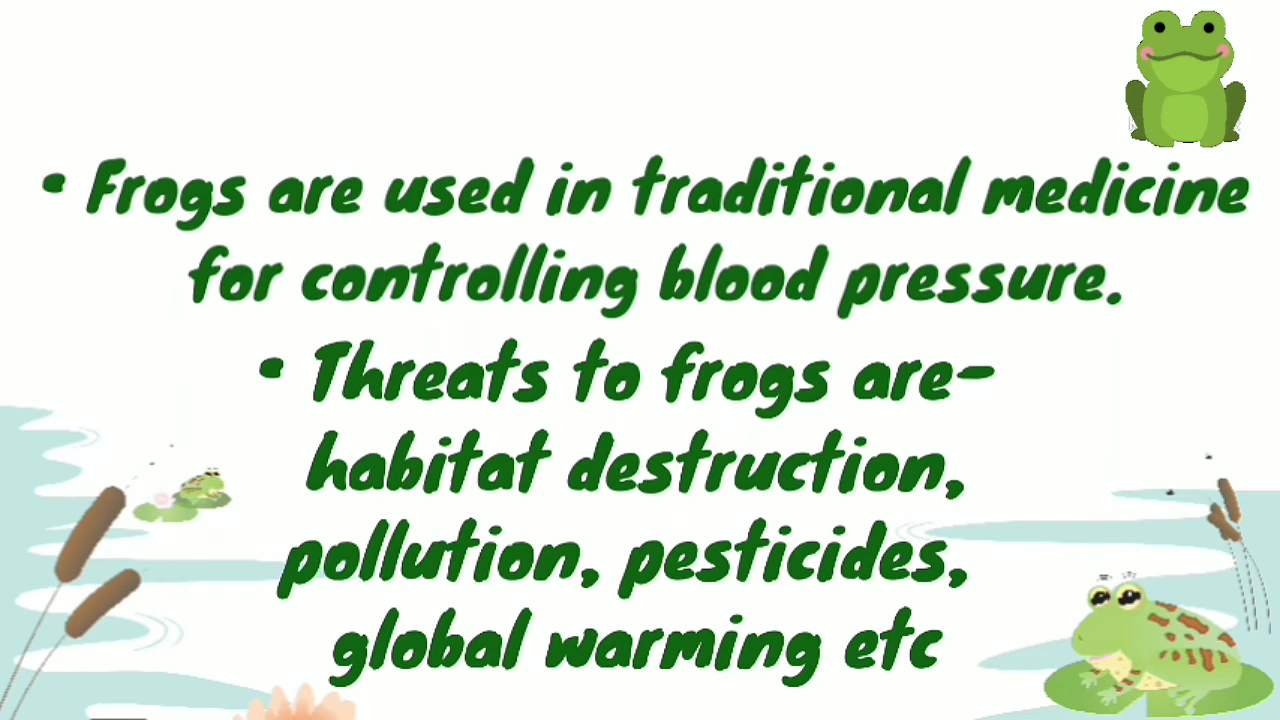 • Frogs are used in traditional medicine
for controlling blood pressure.
• Threats to frogs are-
habitat destruction,
pollution, pesticides,
global warming etc